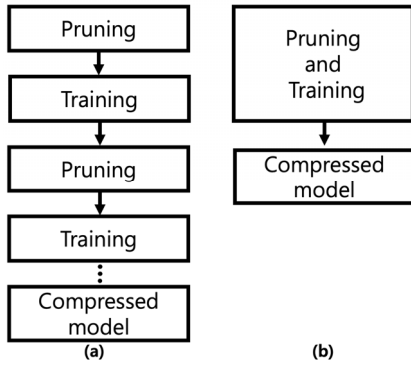 Pruning
Training
Pruning
Training
Compressed
model
(a)
Pruning
and
Training
Compressed
model
(b)